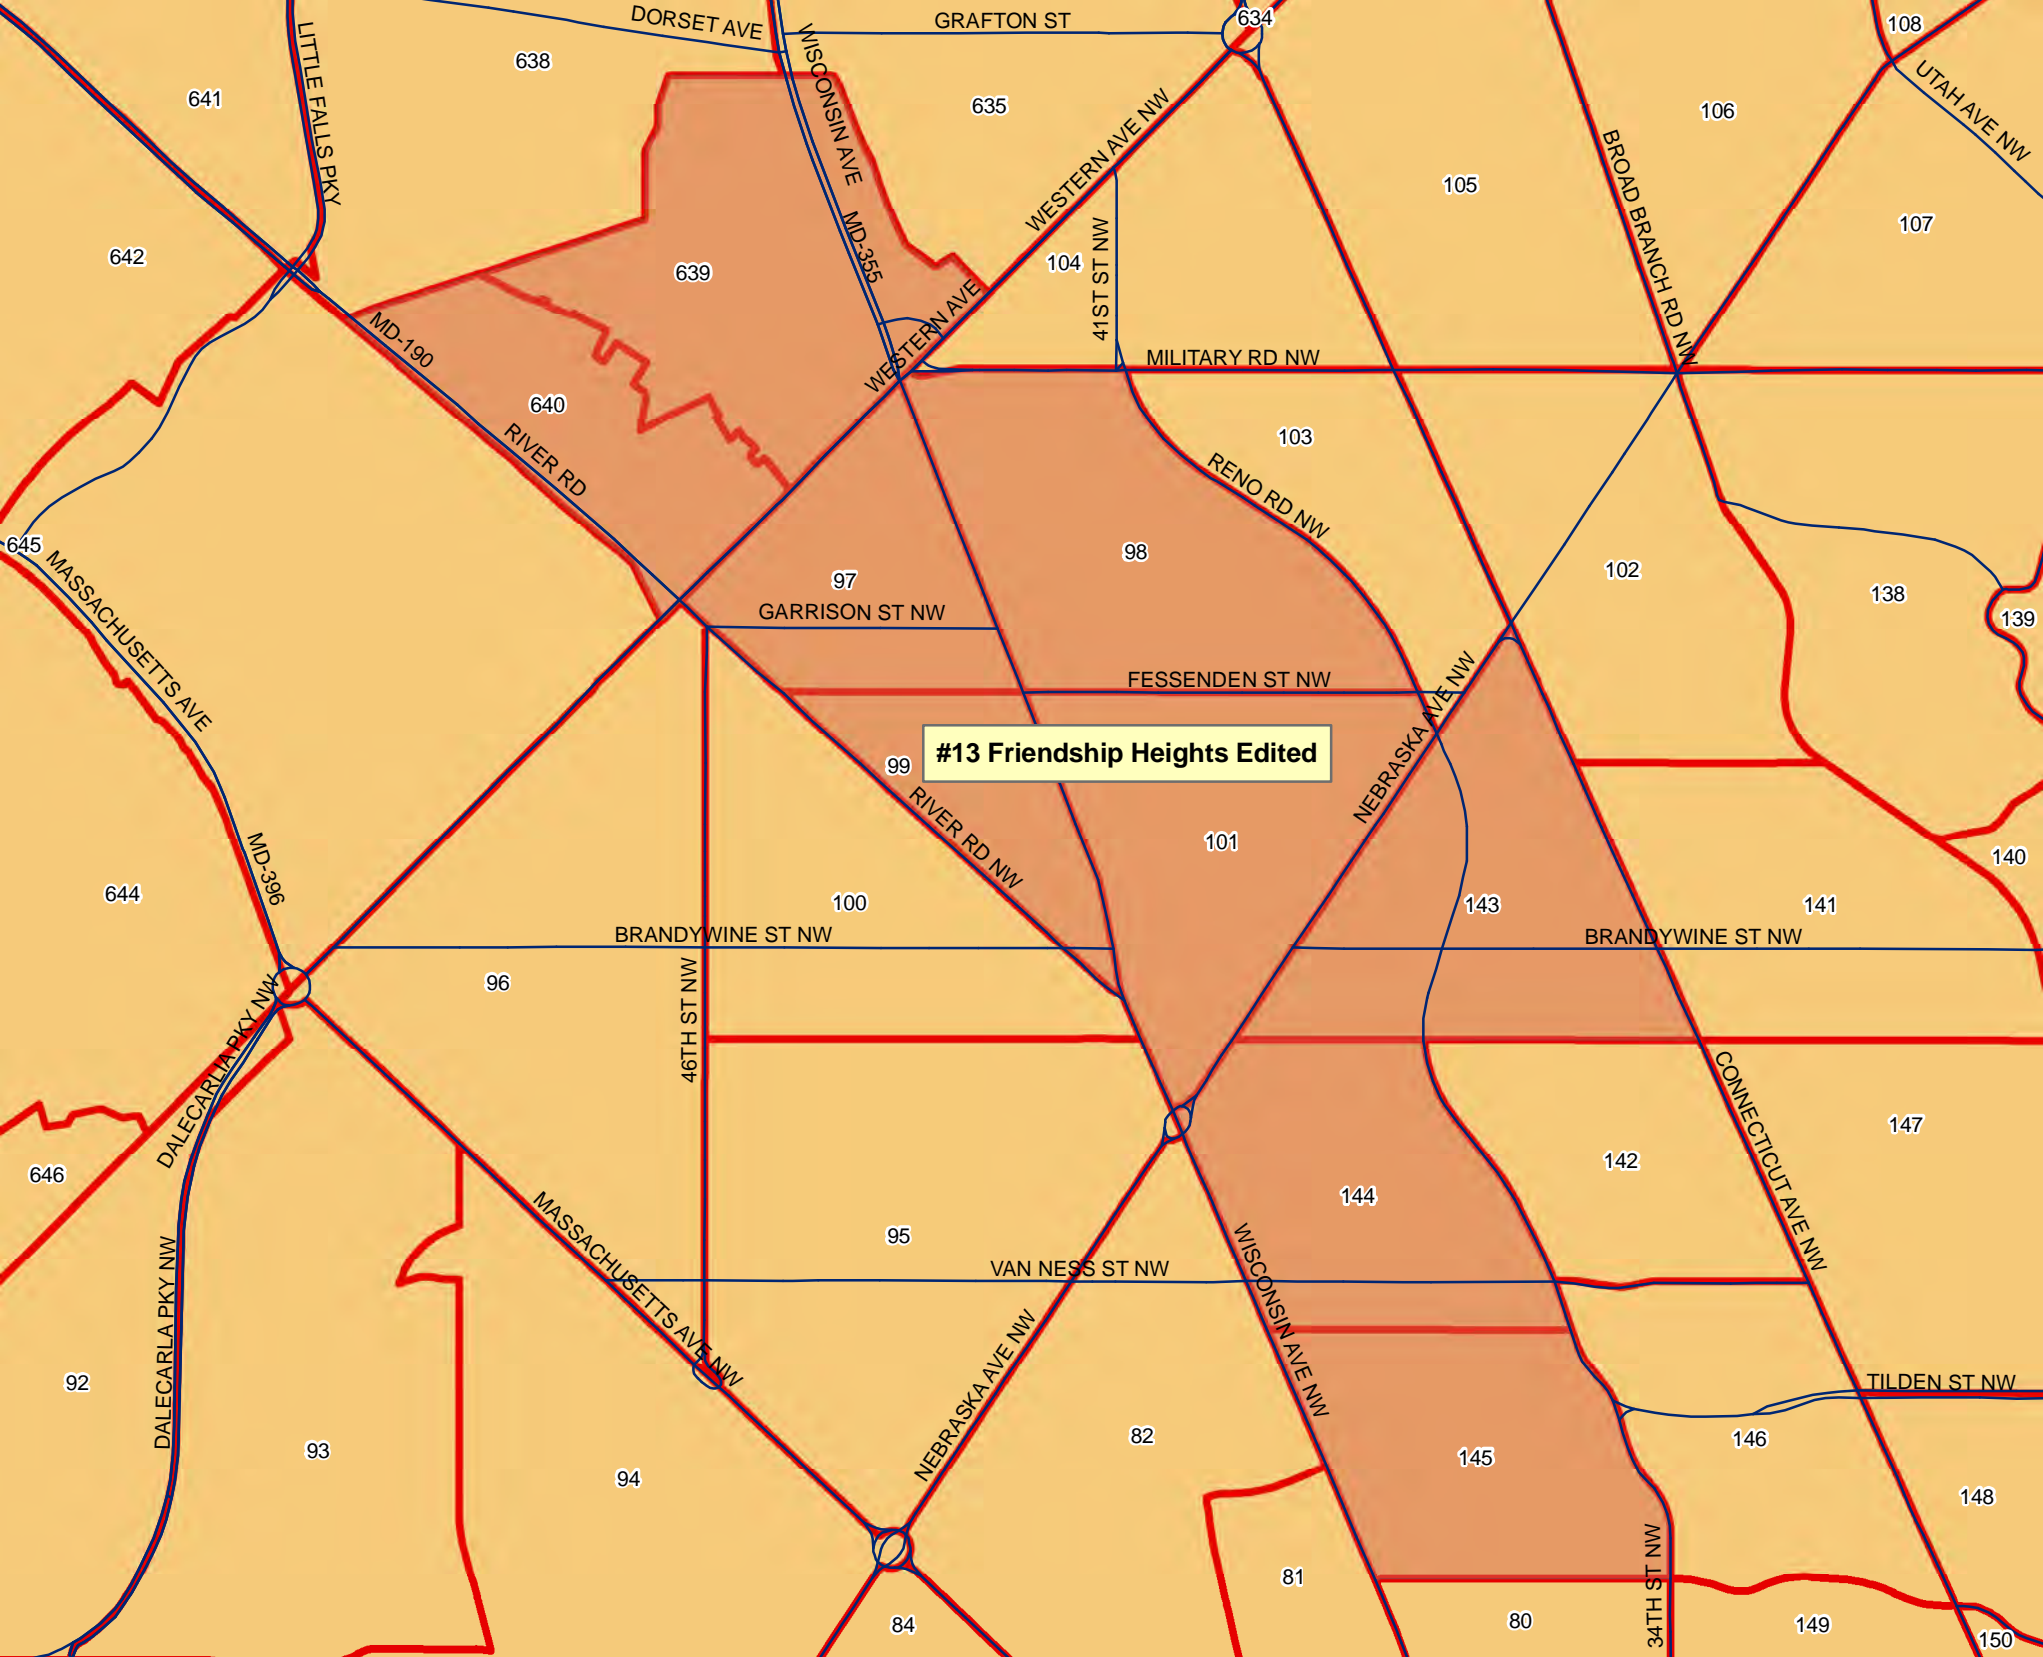 634
108
DORSET AVE
GRAFTON ST
638
LITTLE FALLS PKY
WISCONSIN AVE
UTAH AVE NW
641
635
106
WESTERN AVE NW
BROAD BRANCH RD NW
105
107
642
639
MD-355
104
41ST ST NW
MD-190
WESTERN AVE
MILITARY RD NW
640
103
RIVER RD
RENO RD NW
645
98
97
102
138
139
MASSACHUSETTS AVE
GARRISON ST NW
FESSENDEN ST NW
#13 Friendship Heights Edited
99
NEBRASKA AVE NW
RIVER RD NW
101
MD-396
140
644
100
143
141
BRANDYWINE ST NW
BRANDYWINE ST NW
96
46TH ST NW
DALECARLIA PKY NW
CONNECTICUT AVE NW
147
646
142
144
MASSACHUSETTS AVE NW
95
WISCONSIN AVE NW
VAN NESS ST NW
DALECARLA PKY NW
NEBRASKA AVE NW
92
TILDEN ST NW
93
94
82
145
146
148
34TH ST NW
81
84
80
149
150